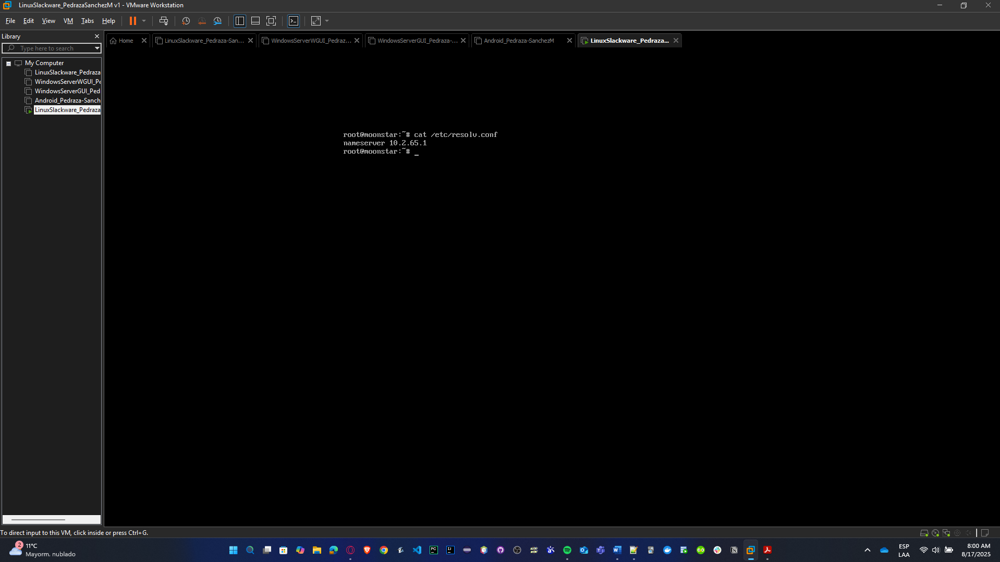 LinuxSlackware_PedrazaSanchezM v1 - VMware Workstation
File Edit View VM Tabs Help
Library
Type here to search
Home
LinuxSlackware_Pedraza-San...
WindowsServerWGUI_Pedraz...
WindowsServerGUI_Pedraza-...
Android_Pedraza-SanchezM
LinuxSlackware_Pedraza...
My Computer
LinuxSlackware_Pedraza
WindowsServerWGUI_Pe
WindowsServerGUI_Ped
Android_Pedraza-Sanch
LinuxSlackware_Pedraza
root@moonstar:~# cat /etc/resolv.conf
nameserver 10.2.65.1
root@moonstar:~# _
To direct input to this VM, click inside or press Ctrl+G.
2
11°C
Mayorm. nublado
PC
IJ
ESP
LAA
8:00 AM
8/17/2025